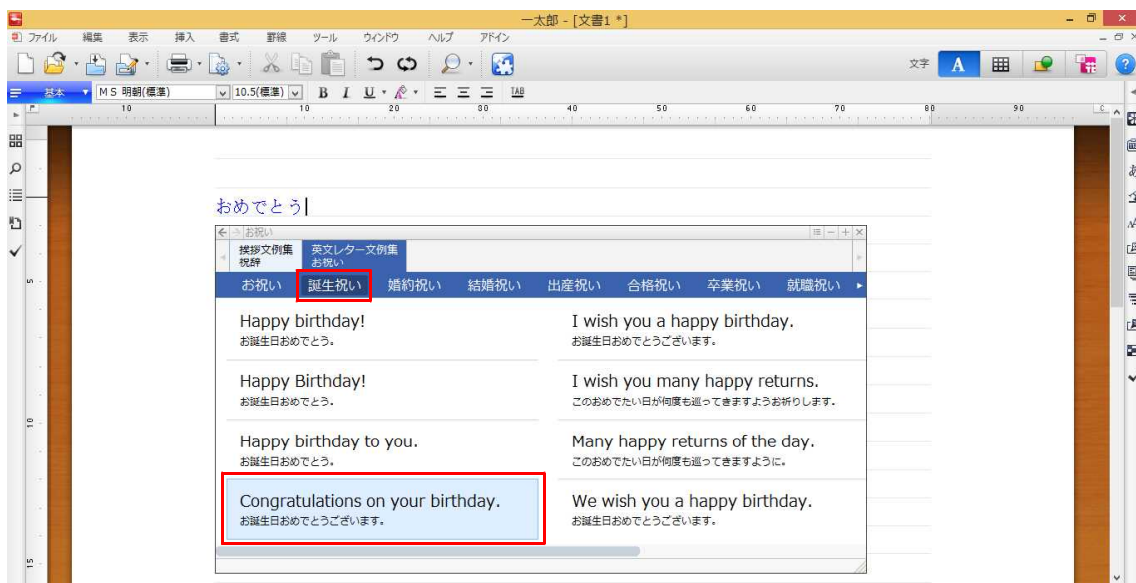 一太郎 - [文書1 *]
ファイル 編集 表示 挿入 書式 罫線 ツール ウィンドウ ヘルプ アドイン
文字 A
基本 MS 明朝(標準) 10.5(標準) B I U TAB
10 10 20 30 40 50 60 70 80 90
おめでとう
お祝い
挨拶文例集 英文レター文例集
祝辞 お祝い
お祝い 誕生祝い 婚約祝い 結婚祝い 出産祝い 合格祝い 卒業祝い 就職祝い
Happy birthday! I wish you a happy birthday.
お誕生日おめでとう。 お誕生日おめでとうございます。
Happy Birthday! I wish you many happy returns.
お誕生日おめでとう。 このおめでたい日が何度も巡ってきますようお祈りします。
Happy birthday to you. Many happy returns of the day.
お誕生日おめでとう。 このおめでたい日が何度も巡ってきますように。
Congratulations on your birthday. We wish you a happy birthday.
お誕生日おめでとうございます。 お誕生日おめでとうございます。
5
10
15